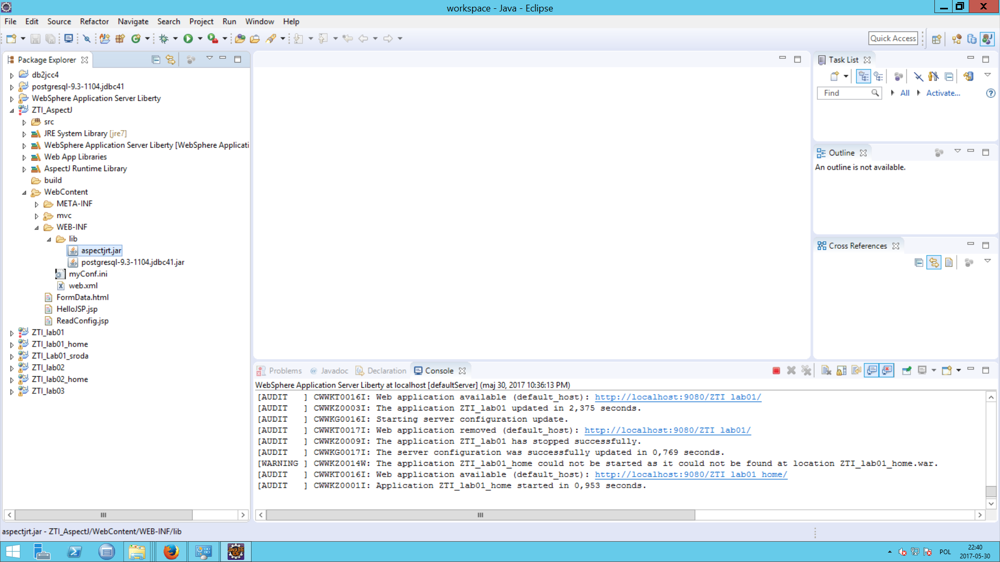 workspace - Java - Eclipse
File Edit Source Refactor Navigate Search Project Run Window Help
Quick Access
Package Explorer
db2jcc4
postgresql-9.3-1104.jdbc41
WebSphere Application Server Liberty
ZTI_AspectJ
src
JRE System Library [jre7]
WebSphere Application Server Liberty [WebSphere Applicati
Web App Libraries
AspectJ Runtime Library
build
WebContent
META-INF
mvc
WEB-INF
lib
aspectjrt.jar
postgresql-9.3-1104.jdbc41.jar
myConf.ini
web.xml
FormData.html
HelloJSP.jsp
ReadConfig.jsp
ZTI_lab01
ZTI_lab01_home
ZTI_Lab01_sroda
ZTI_lab02
ZTI_lab02_home
ZTI_lab03
Task List
Find All Activate...
Outline
An outline is not available.
Cross References
Problems @ Javadoc Declaration Console
WebSphere Application Server Liberty at localhost [defaultServer] (maj 30, 2017 10:36:13 PM)
[AUDIT   ] CWWKT0016I: Web application available (default_host): http://localhost:9080/ZTI_lab01/
[AUDIT   ] CWWKZ0003I: The application ZTI_lab01 updated in 2,375 seconds.
[AUDIT   ] CWWKG0016I: Starting server configuration update.
[AUDIT   ] CWWKT0017I: Web application removed (default_host): http://localhost:9080/ZTI_lab01/
[AUDIT   ] CWWKZ0009I: The application ZTI_lab01 has stopped successfully.
[AUDIT   ] CWWKG0017I: The server configuration was successfully updated in 0,769 seconds.
[WARNING ] CWWKZ0014W: The application ZTI_lab01_home could not be started as it could not be found at location ZTI_lab01_home.war.
[AUDIT   ] CWWKT0016I: Web application available (default_host): http://localhost:9080/ZTI_lab01_home/
[AUDIT   ] CWWKZ0001I: Application ZTI_lab01_home started in 0,953 seconds.
aspectjrt.jar - ZTI_AspectJ/WebContent/WEB-INF/lib
Java EE
IDE
POL
22:40
2017-05-30